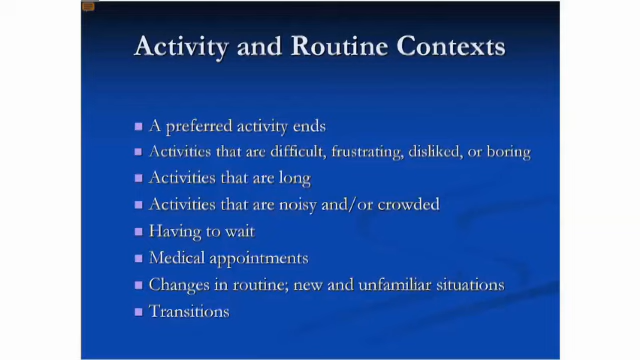 Activity and Routine Contexts
A preferred activity ends
Activities that are difficult, frustrating, disliked, or boring
Activities that are long
Activities that are noisy and/or crowded
Having to wait
Medical appointments
Changes in routine; new and unfamiliar situations
Transitions